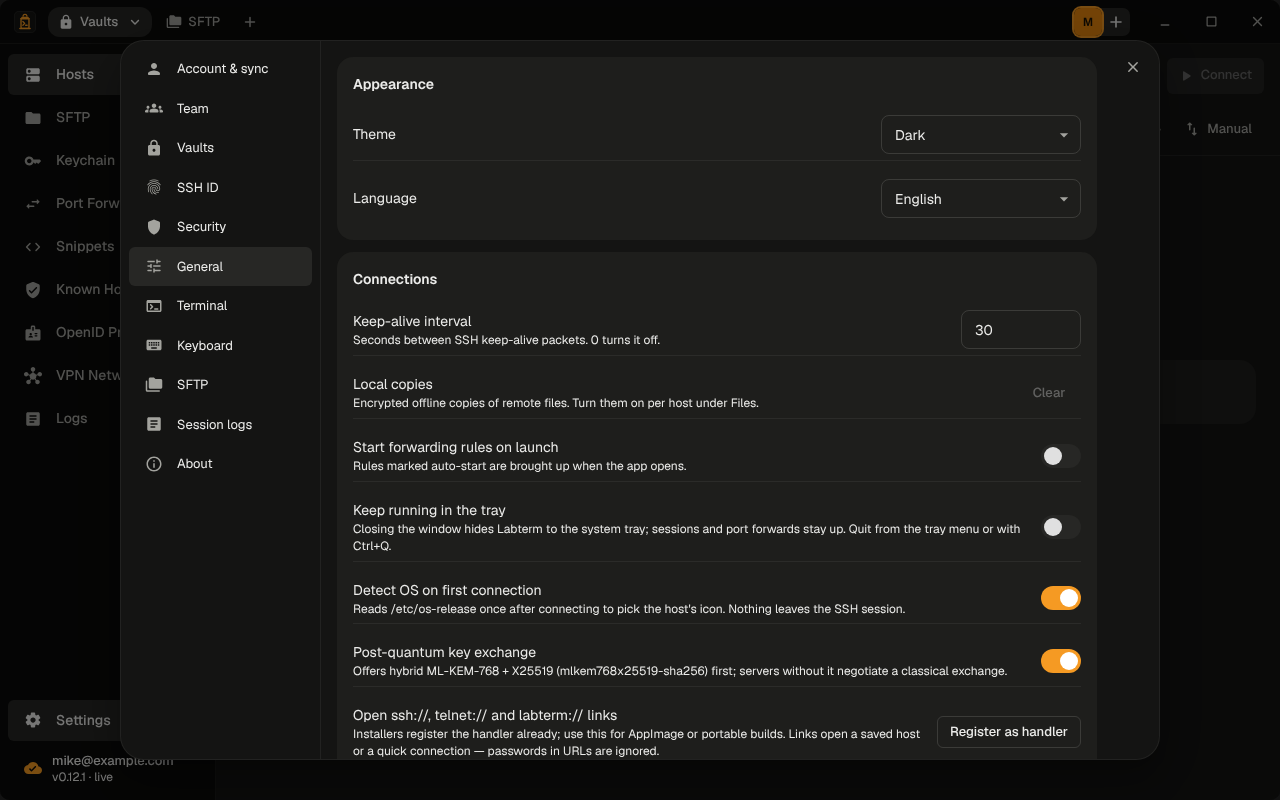 Vaults
SFTP
M
Hosts
SFTP
Keychain
Port Forw
Snippets
Known Ho
OpenID Pr
VPN Netw
Logs
Settings
mike@example.com
v0.12.1 · live
Connect
Manual
Account & sync
Team
Vaults
SSH ID
Security
General
Terminal
Keyboard
SFTP
Session logs
About
Appearance
Theme
Dark
Language
English
Connections
Keep-alive interval
Seconds between SSH keep-alive packets. 0 turns it off.
30
Local copies
Encrypted offline copies of remote files. Turn them on per host under Files.
Clear
Start forwarding rules on launch
Rules marked auto-start are brought up when the app opens.
Keep running in the tray
Closing the window hides Labterm to the system tray; sessions and port forwards stay up. Quit from the tray menu or with
Ctrl+Q.
Detect OS on first connection
Reads /etc/os-release once after connecting to pick the host's icon. Nothing leaves the SSH session.
Post-quantum key exchange
Offers hybrid ML-KEM-768 + X25519 (mlkem768x25519-sha256) first; servers without it negotiate a classical exchange.
Open ssh://, telnet:// and labterm:// links
Installers register the handler already; use this for AppImage or portable builds. Links open a saved host
or a quick connection — passwords in URLs are ignored.
Register as handler